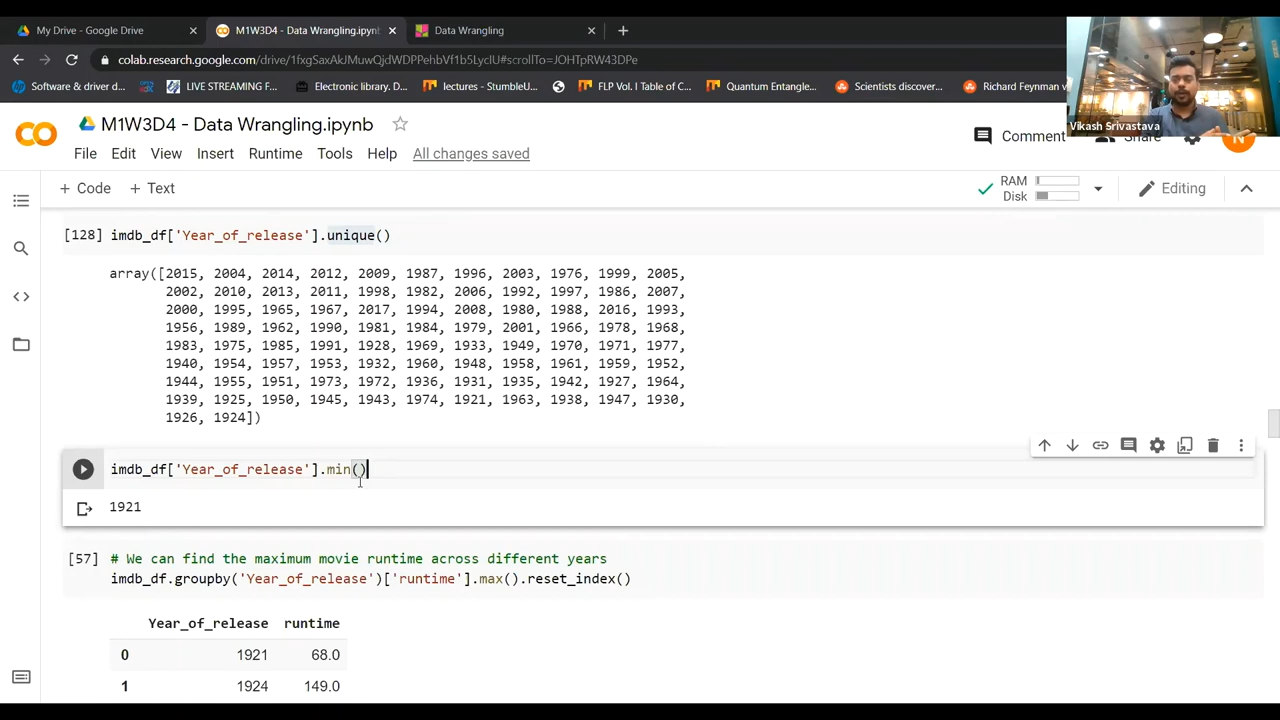 My Drive - Google Drive
M1W3D4 - Data Wrangling.ipynb
Data Wrangling
colab.research.google.com/drive/1fxgSaxAkJMuwQjdWDPPehbVf1b5LycIU#scrollTo=JOHTpRW43DPe
Software & driver d...
HP
LIVE STREAMING F...
Electronic library. D...
lectures - StumbleU...
FLP Vol. I Table of C...
Quantum Entangle...
Scientists discover...
Richard Feynman
Vikash Srivastava
CO
M1W3D4 - Data Wrangling.ipynb
File Edit View Insert Runtime Tools Help All changes saved
Comment
Share
N
+ Code + Text
RAM
Disk
Editing
[128] imdb_df['Year_of_release'].unique()
array([2015, 2004, 2014, 2012, 2009, 1987, 1996, 2003, 1976, 1999, 2005,
2002, 2010, 2013, 2011, 1998, 1982, 2006, 1992, 1997, 1986, 2007,
2000, 1995, 1965, 1967, 2017, 1994, 2008, 1980, 1988, 2016, 1993,
1956, 1989, 1962, 1990, 1981, 1984, 1979, 2001, 1966, 1978, 1968,
1983, 1975, 1985, 1991, 1928, 1969, 1933, 1949, 1970, 1971, 1977,
1940, 1954, 1957, 1953, 1932, 1960, 1948, 1958, 1961, 1959, 1952,
1944, 1955, 1951, 1973, 1972, 1936, 1931, 1935, 1942, 1927, 1964,
1939, 1925, 1950, 1945, 1943, 1974, 1921, 1963, 1938, 1947, 1930,
1926, 1924])
imdb_df['Year_of_release'].min()
1921
[57] # We can find the maximum movie runtime across different years
imdb_df.groupby('Year_of_release')['runtime'].max().reset_index()
Year_of_release runtime
0 1921 68.0
1 1924 149.0